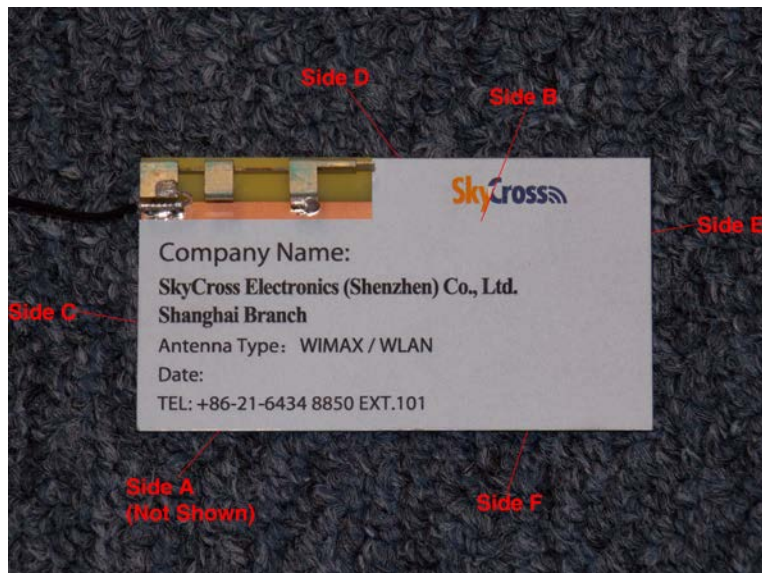 Side D
Side B
SkyCross
Side E
Company Name:
SkyCross Electronics (Shenzhen) Co., Ltd.
Side C
Shanghai Branch
Antenna Type: WIMAX / WLAN
Date:
TEL: +86-21-6434 8850 EXT.101
Side A
(Not Shown)
Side F